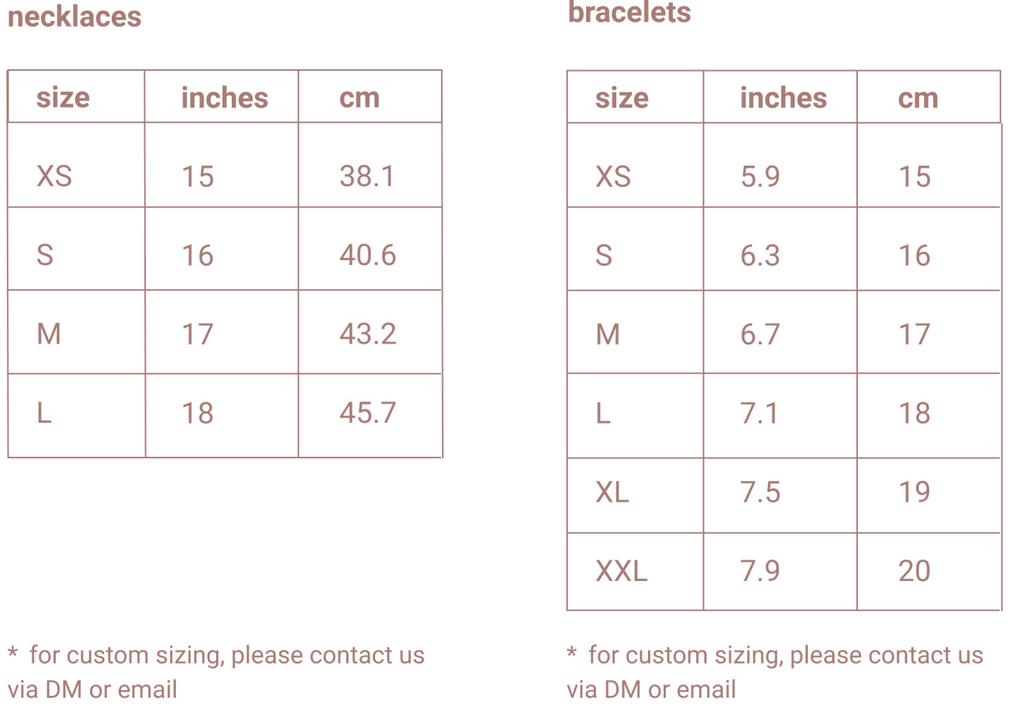 necklaces
size inches cm
XS 15 38.1
S 16 40.6
M 17 43.2
L 18 45.7
* for custom sizing, please contact us
via DM or email
bracelets
size inches cm
XS 5.9 15
S 6.3 16
M 6.7 17
L 7.1 18
XL 7.5 19
XXL 7.9 20
* for custom sizing, please contact us
via DM or email